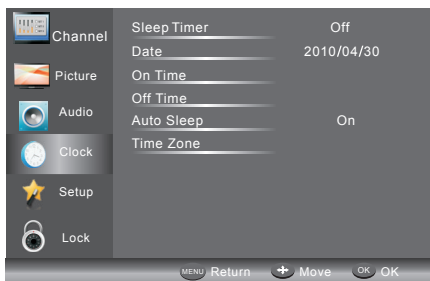 Channel
Picture
Audio
Clock
Setup
Lock
Sleep Timer Off
Date 2010/04/30
On Time
Off Time
Auto Sleep On
Time Zone
MENU Return Move OK OK